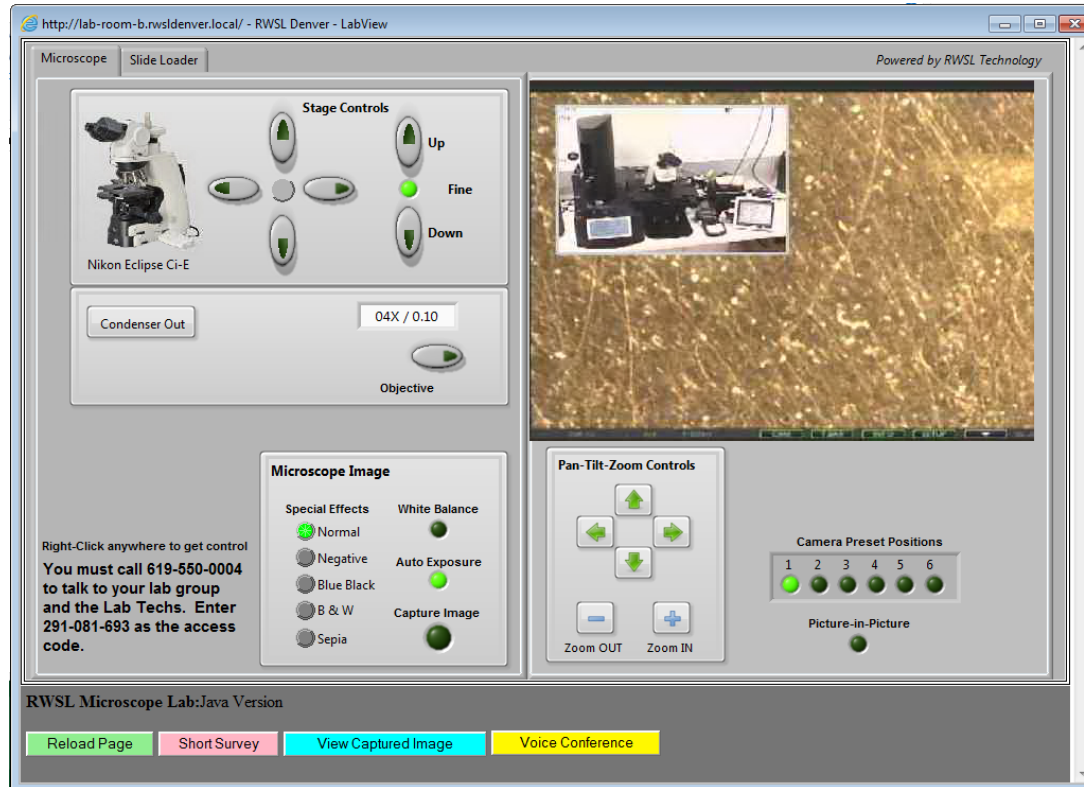 http://lab-room-b.rwsldenver.local/ - RWSL Denver - LabView
Microscope
Slide Loader
Powered by RWSL Technology
Stage Controls
Up
Fine
Down
Nikon Eclipse Ci-E
Condenser Out
04X / 0.10
Objective
Microscope Image
Special Effects
White Balance
Normal
Negative
Auto Exposure
Blue Black
B & W
Capture Image
Sepia
Right-Click anywhere to get control
You must call 619-550-0004
to talk to your lab group
and the Lab Techs. Enter
291-081-693 as the access
code.
Pan-Tilt-Zoom Controls
Zoom OUT
Zoom IN
Camera Preset Positions
1 2 3 4 5 6
Picture-in-Picture
RWSL Microscope Lab:Java Version
Reload Page
Short Survey
View Captured Image
Voice Conference